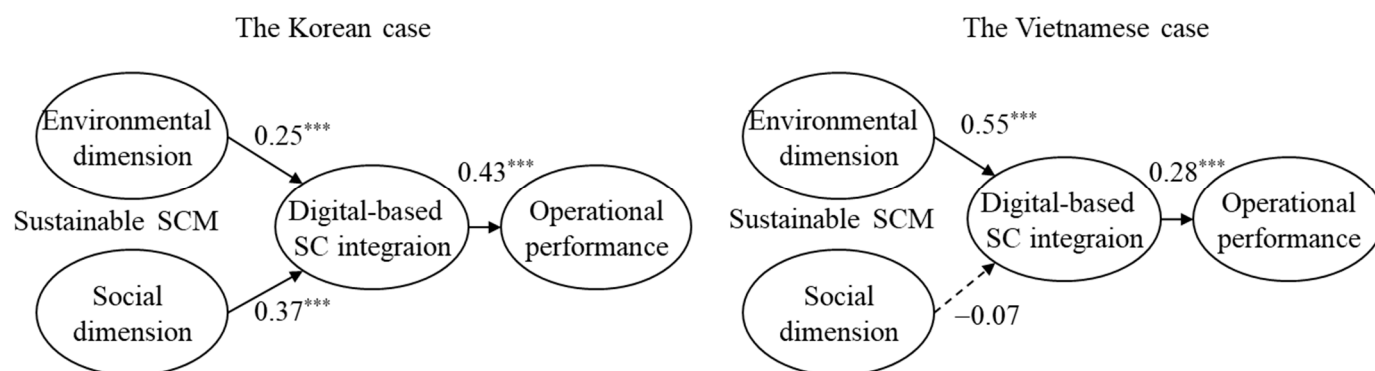 The Korean case
Environmental
dimension
0.25***
Sustainable SCM
Social
dimension
0.37***
Digital-based
SC integraion
0.43***
Operational
performance
The Vietnamese case
Environmental
dimension
0.55***
Sustainable SCM
Social
dimension
−0.07
Digital-based
SC integraion
0.28***
Operational
performance